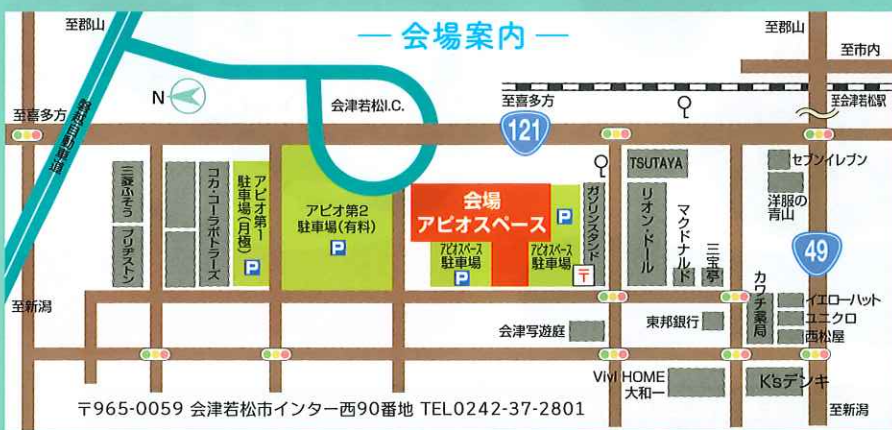 会場案内
至郡山
至郡山
至市内
N
会津若松I.C.
至喜多方
至会津若松駅
至喜多方
磐越自動車道
121
TSUTAYA
セブンイレブン
洋服の
青山
三菱ふそう
ブリヂストン
コカ・コーラボトラーズ
アピオ第1
駐車場(月極)
P
アピオ第2
駐車場(有料)
P
会場
アピオスペース
P
アピオスペース
駐車場
P
アピオスペース
駐車場
〒
ガソリンスタンド
リオン・ドール
マクドナルド
三宝亭
49
カワチ薬局
イエローハット
ユニクロ
西松屋
至新潟
会津写遊庭
東邦銀行
ViVi HOME
大和一
K'sデンキ
至新潟
〒965-0059 会津若松市インター西90番地 TEL0242-37-2801